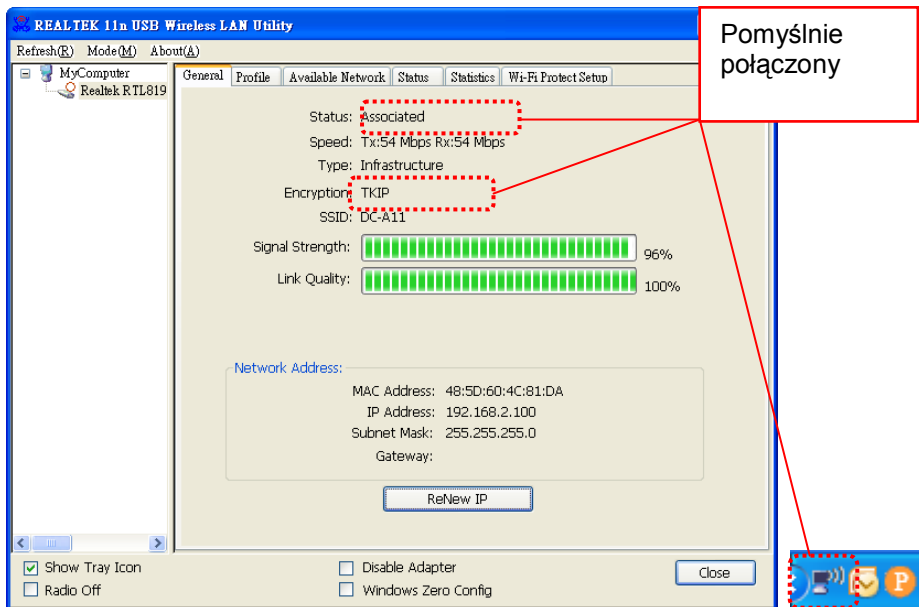 REALTEK 11n USB Wireless LAN Utility
Pomyślnie
połączony
Refresh(R) Mode(M) About(A)
MyComputer
Realtek RTL819
General Profile Available Network Status Statistics Wi-Fi Protect Setup
Status: Associated
Speed: Tx:54 Mbps Rx:54 Mbps
Type: Infrastructure
Encryption: TKIP
SSID: DC-A11
Signal Strength: 96%
Link Quality: 100%
Network Address:
MAC Address: 48:5D:60:4C:81:DA
IP Address: 192.168.2.100
Subnet Mask: 255.255.255.0
Gateway:
ReNew IP
Show Tray Icon
Radio Off
Disable Adapter
Windows Zero Config
Close
P